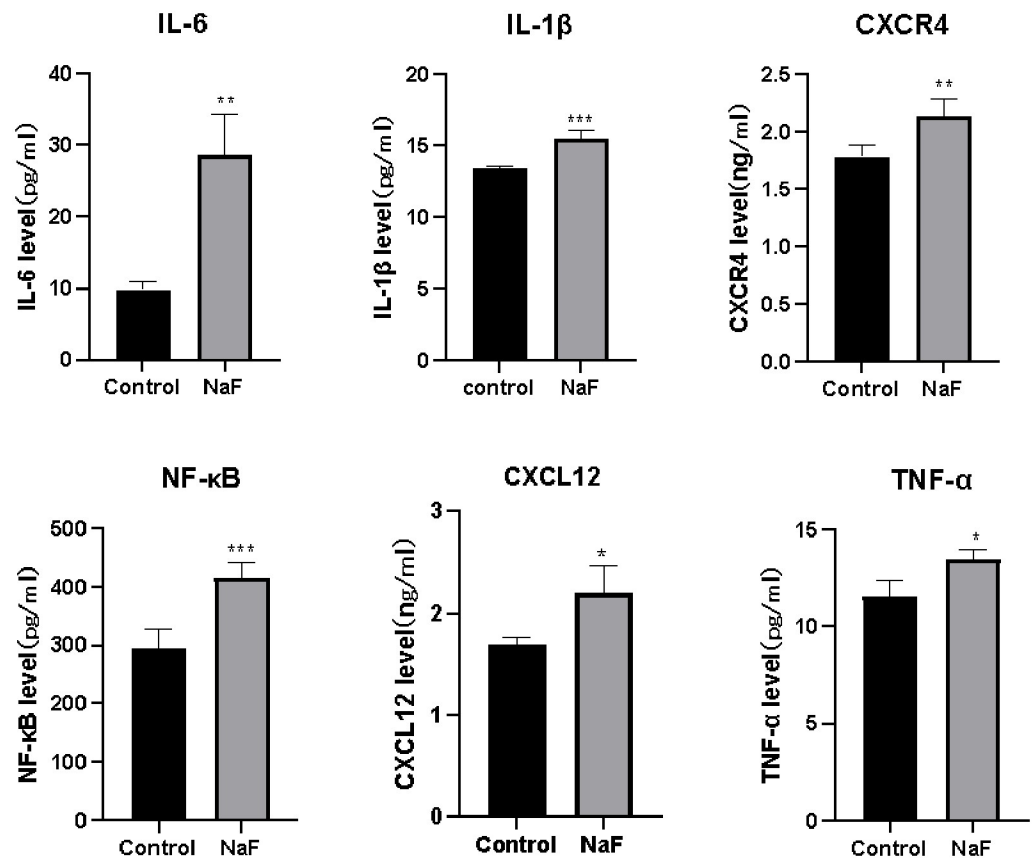 IL-6
IL-6 level(pg/ml)
40
30
20
10
0
**
Control NaF
IL-1β
IL-1β level(pg/ml)
20
15
10
5
0
***
control NaF
CXCR4
CXCR4 level(ng/ml)
2.5
2.0
1.5
1.0
0.5
0.0
**
Control NaF
NF-κB
NF-κB level(pg/ml)
500
400
300
200
100
0
***
Control NaF
CXCL12
CXCL12 level(ng/ml)
3
2
1
0
*
Control NaF
TNF-α
TNF-α level(pg/ml)
15
10
5
0
*
Control NaF